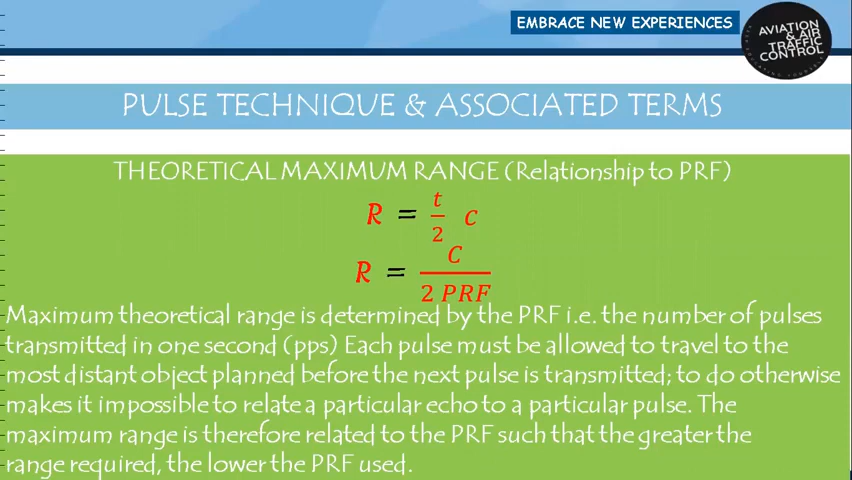 EMBRACE NEW EXPERIENCES
AVIATION
& AIR
TRAFFIC
CONTROL
PULSE TECHNIQUE & ASSOCIATED TERMS
THEORETICAL MAXIMUM RANGE (Relationship to PRF)
R = t/2 c
R = C / 2 PRF
Maximum theoretical range is determined by the PRF i.e. the number of pulses
transmitted in one second (pps) Each pulse must be allowed to travel to the
most distant object planned before the next pulse is transmitted; to do otherwise
makes it impossible to relate a particular echo to a particular pulse. The
maximum range is therefore related to the PRF such that the greater the
range required, the lower the PRF used.